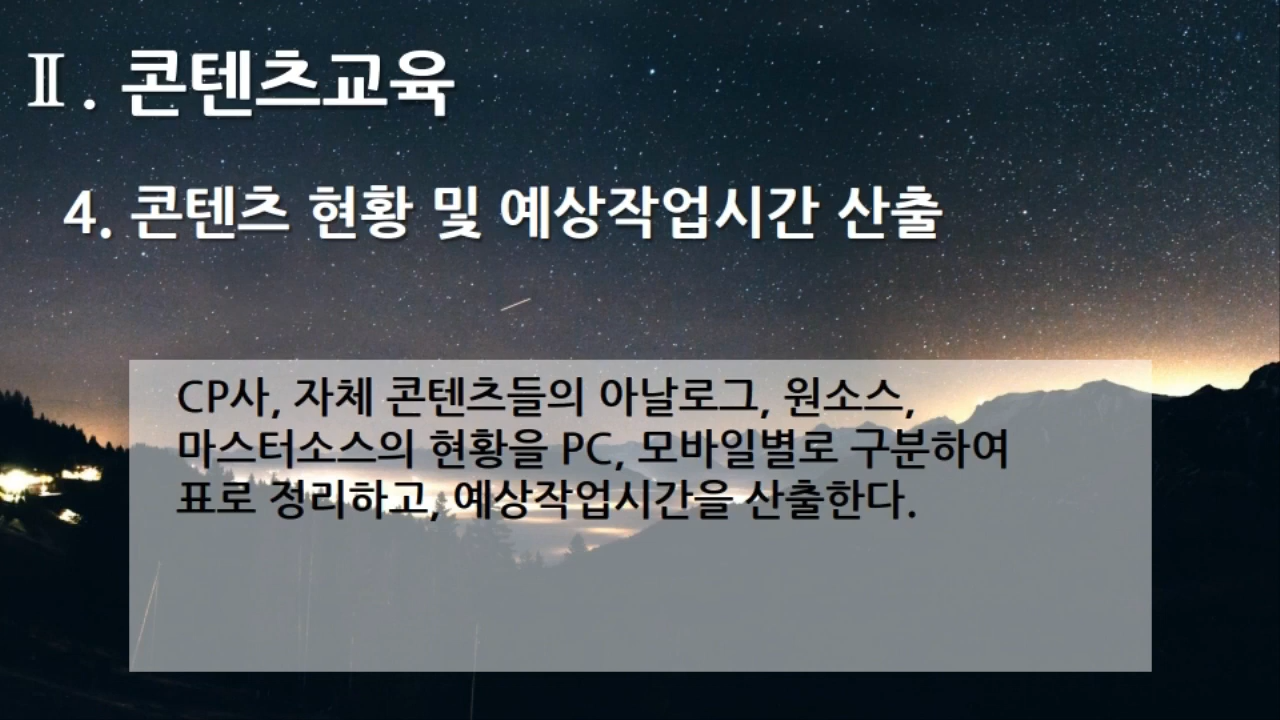 Ⅱ. 콘텐츠교육
4. 콘텐츠 현황 및 예상작업시간 산출
CP사, 자체 콘텐츠들의 아날로그, 원소스,
마스터소스의 현황을 PC, 모바일별로 구분하여
표로 정리하고, 예상작업시간을 산출한다.